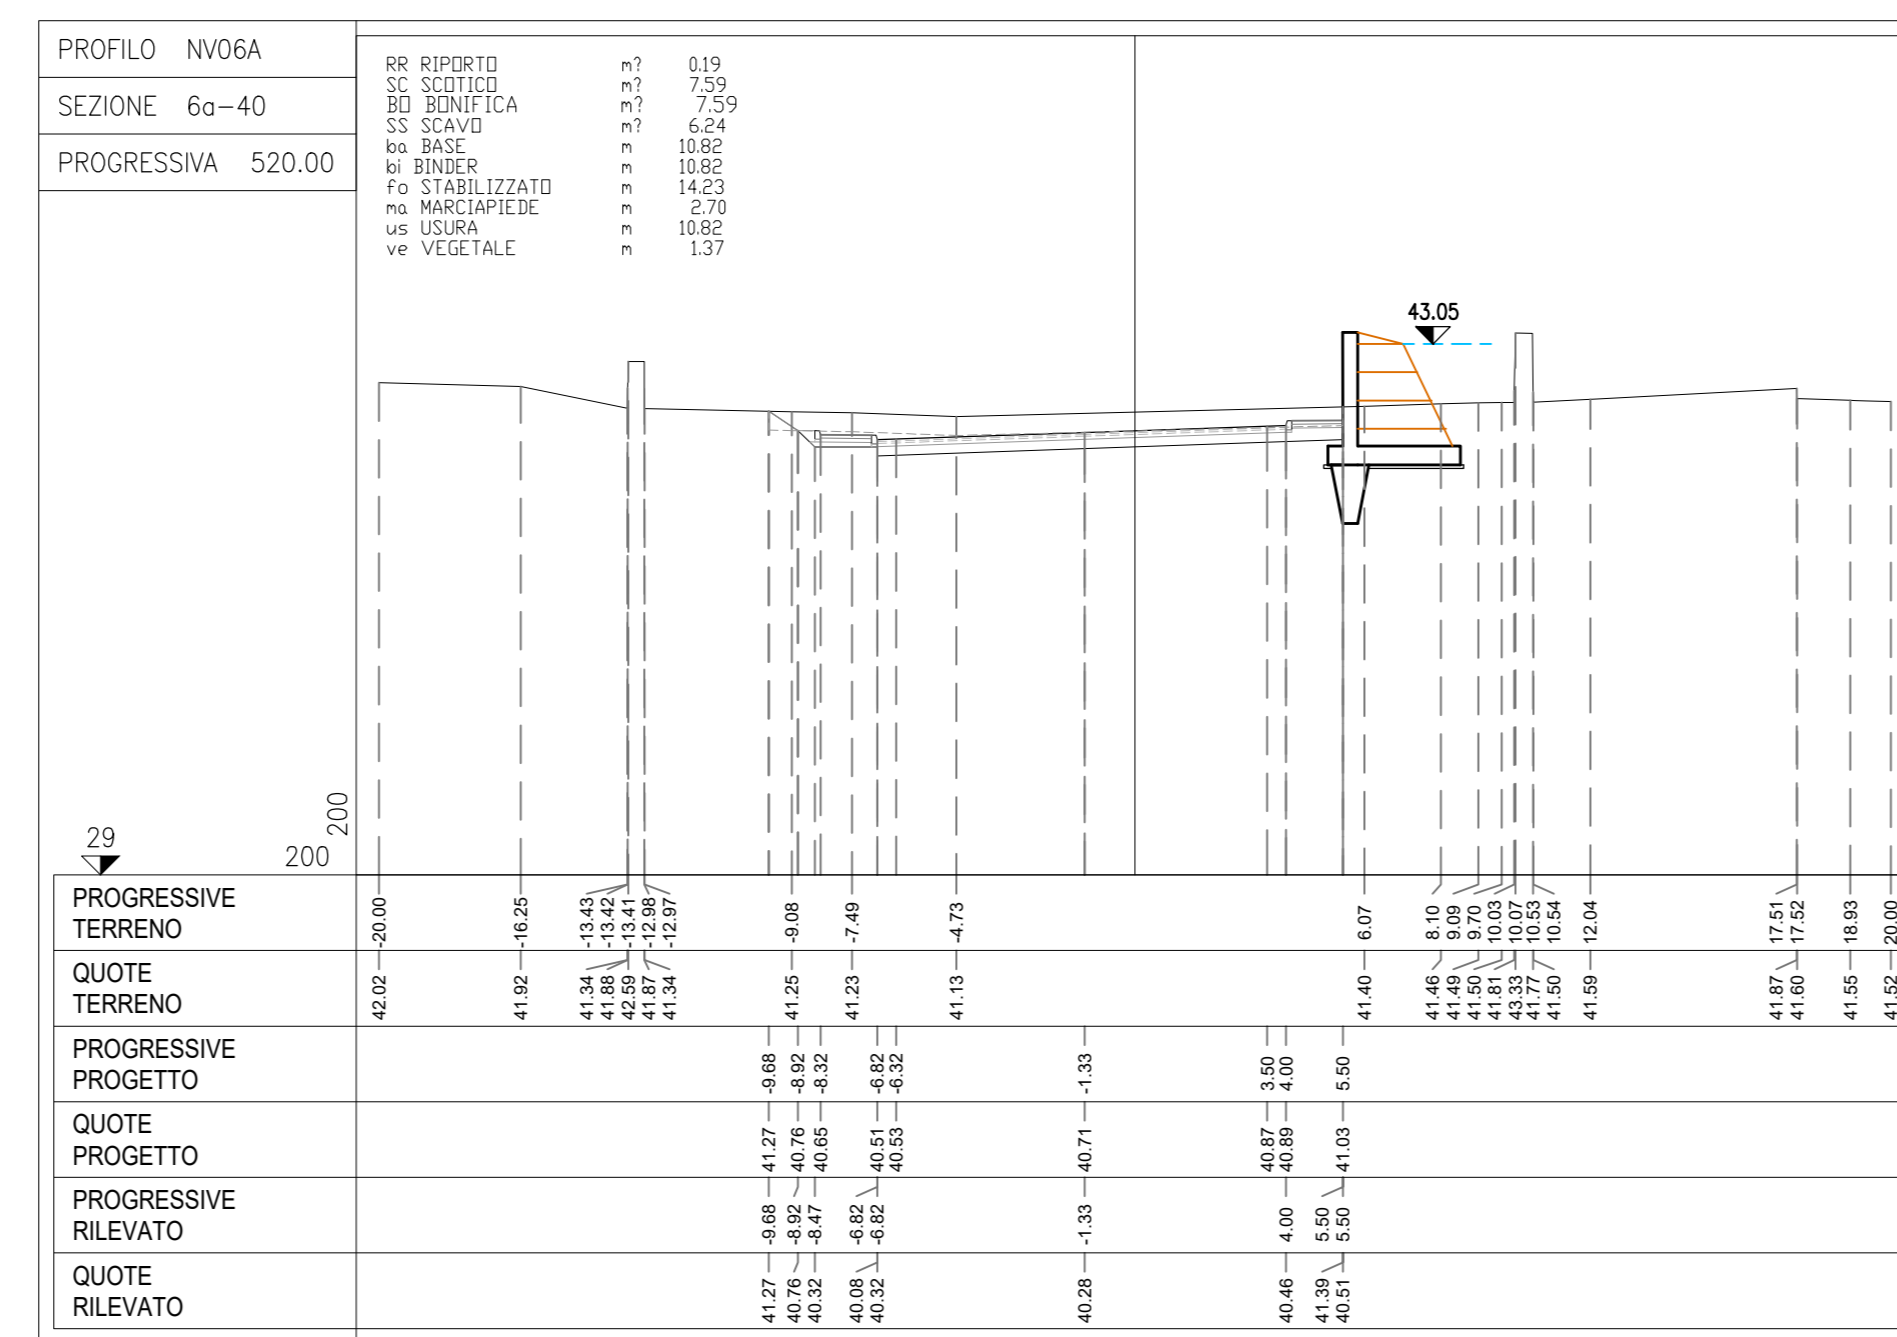 PROFILO NV06A
SEZIONE 6a-40
PROGRESSIVA 520.00
RR RIPORTO m? 0.19
SC SCOTICO m? 7.59
BO BONIFICA m? 7.59
SS SCAVO m? 6.24
ba BASE m 10.82
bi BINDER m 10.82
fo STABILIZZATO m 14.23
ma MARCIAPIEDE m 2.70
us USURA m 10.82
ve VEGETALE m 1.37
43.05
29
200
200
PROGRESSIVE
TERRENO
-20.00 -16.25 -13.43 -13.42 -13.41 -12.98 -12.97 -9.08 -7.49 -4.73 6.07 8.10 9.09 9.70 10.03 10.07 10.53 10.54 12.04 17.51 17.52 18.93 20.00
QUOTE
TERRENO
42.02 41.92 41.34 41.88 42.59 41.87 41.34 41.25 41.23 41.13 41.40 41.46 41.49 41.50 41.81 43.33 41.77 41.50 41.59 41.87 41.60 41.55 41.52
PROGRESSIVE
PROGETTO
-9.68 -8.92 -8.32 -6.82 -6.32 -1.33 3.50 4.00 5.50
QUOTE
PROGETTO
41.27 40.76 40.65 40.51 40.53 40.71 40.87 40.89 41.03
PROGRESSIVE
RILEVATO
-9.68 -8.92 -8.47 -6.82 -6.82 -1.33 4.00 5.50 5.50
QUOTE
RILEVATO
41.27 40.76 40.32 40.08 40.32 40.28 40.46 41.39 40.51